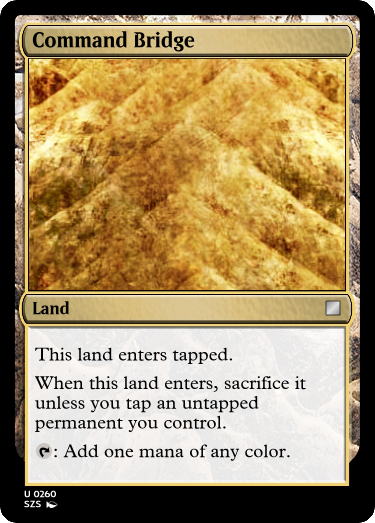 Command Bridge
Land
This land enters tapped.
When this land enters, sacrifice it
unless you tap an untapped
permanent you control.
: Add one mana of any color.
U 0260
SZS